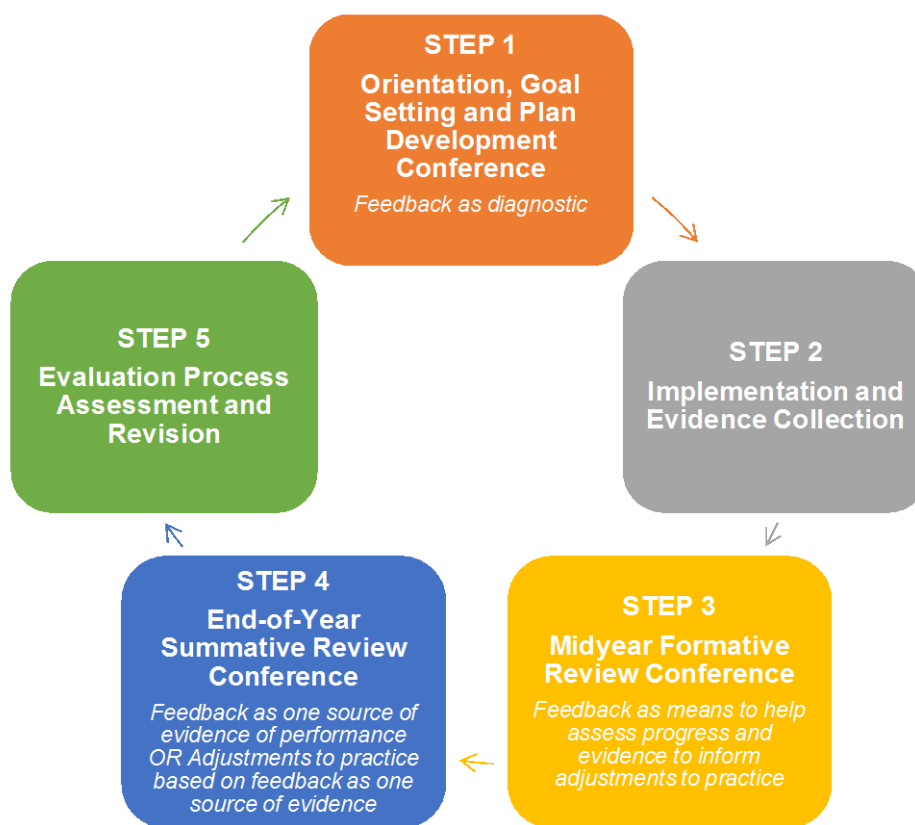 STEP 1
Orientation, Goal
Setting and Plan
Development
Conference
Feedback as diagnostic
STEP 2
Implementation and
Evidence Collection
STEP 3
Midyear Formative
Review Conference
Feedback as means to help
assess progress and
evidence to inform
adjustments to practice
STEP 4
End-of-Year
Summative Review
Conference
Feedback as one source of
evidence of performance
OR Adjustments to practice
based on feedback as one
source of evidence
STEP 5
Evaluation Process
Assessment and
Revision